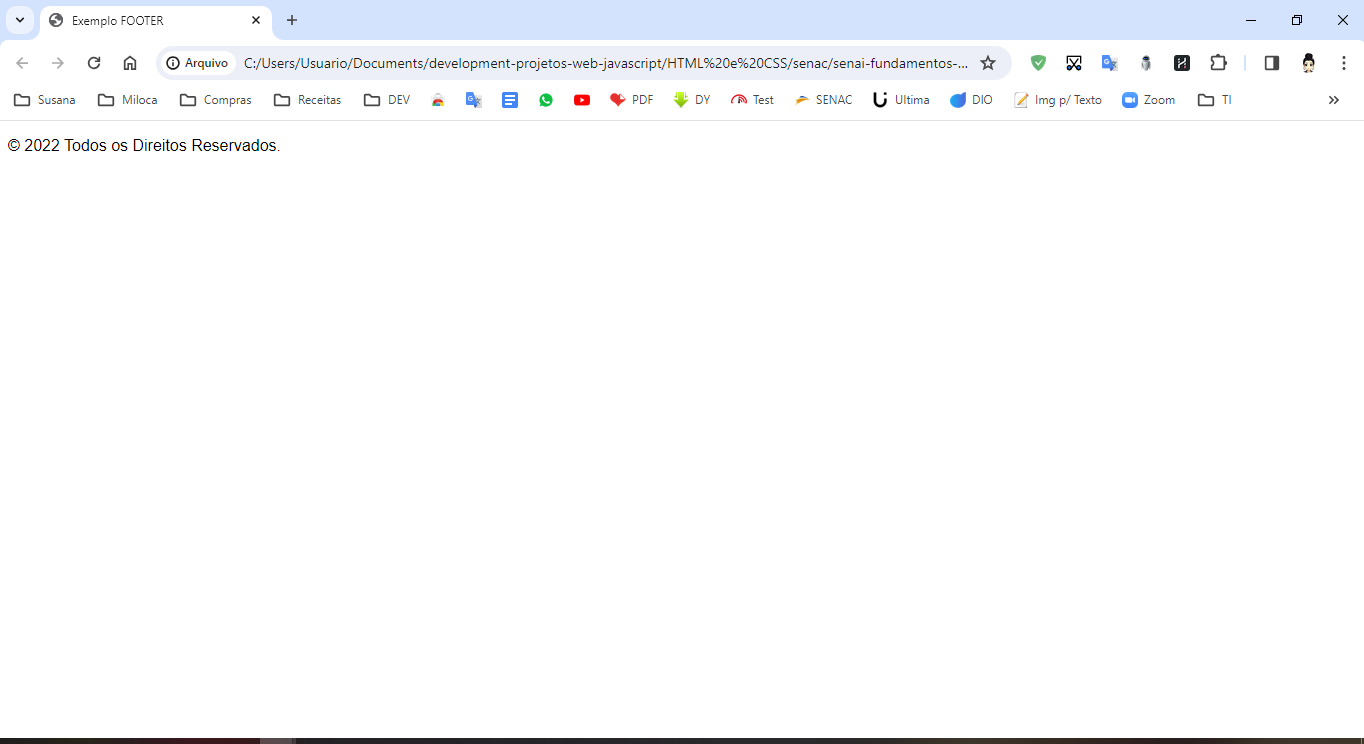 Exemplo FOOTER
Arquivo C:/Users/Usuario/Documents/development-projetos-web-javascript/HTML%20e%20CSS/senac/senai-fundamentos-...
Susana Miloca Compras Receitas DEV PDF DY Test SENAC Ultima DIO Img p/ Texto Zoom TI
© 2022 Todos os Direitos Reservados.